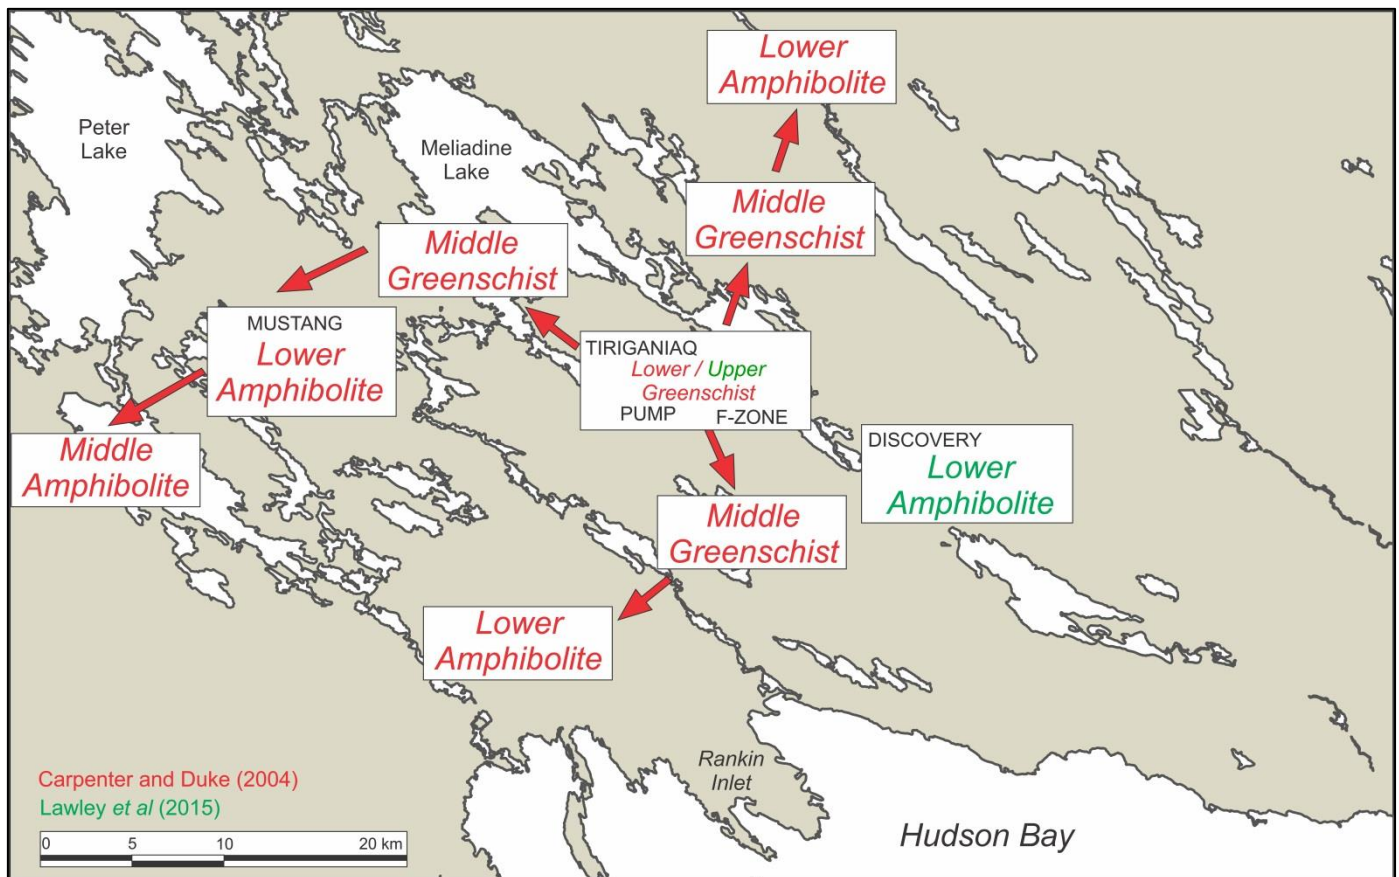 Lower
Amphibolite
Peter
Lake
Meliadine
Lake
Middle
Greenschist
Middle
Greenschist
MUSTANG
Lower
Amphibolite
TIRIGANIAQ
Lower / Upper
Greenschist
PUMP F-ZONE
Middle
Amphibolite
DISCOVERY
Lower
Amphibolite
Middle
Greenschist
Lower
Amphibolite
Rankin
Inlet
Hudson Bay
Carpenter and Duke (2004)
Lawley et al (2015)
0 5 10 20 km